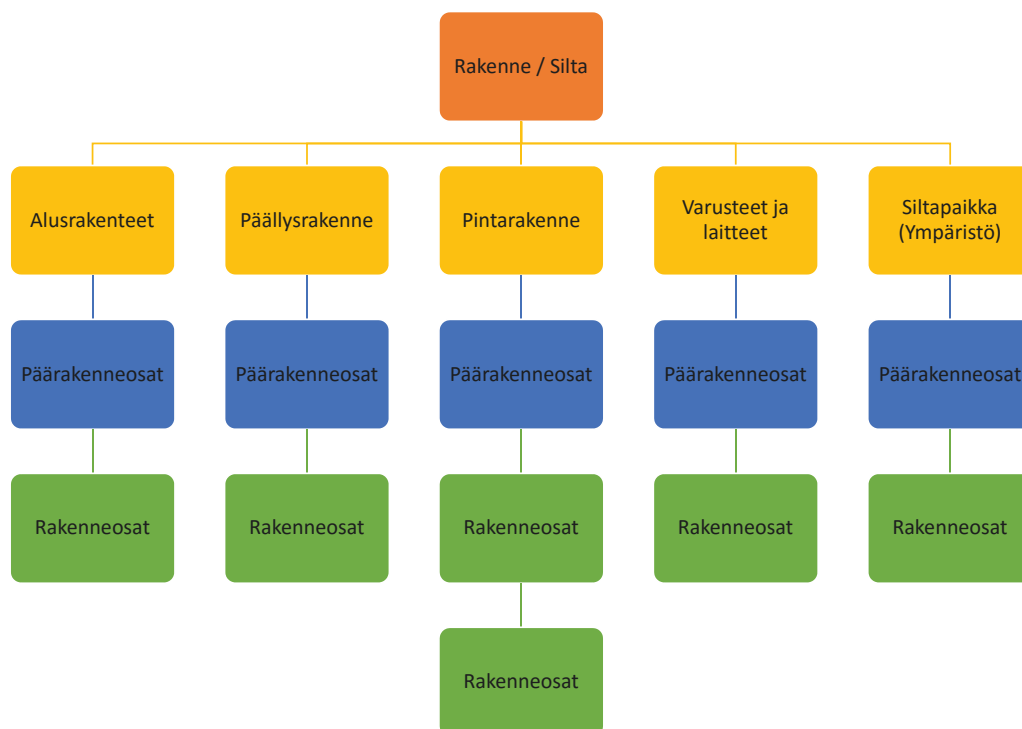 Rakenne / Silta
Alusrakenteet
Päällysrakenne
Pintarakenne
Varusteet ja
laitteet
Siltapaikka
(Ympäristö)
Päärakenneosat
Päärakenneosat
Päärakenneosat
Päärakenneosat
Päärakenneosat
Rakenneosat
Rakenneosat
Rakenneosat
Rakenneosat
Rakenneosat
Rakenneosat